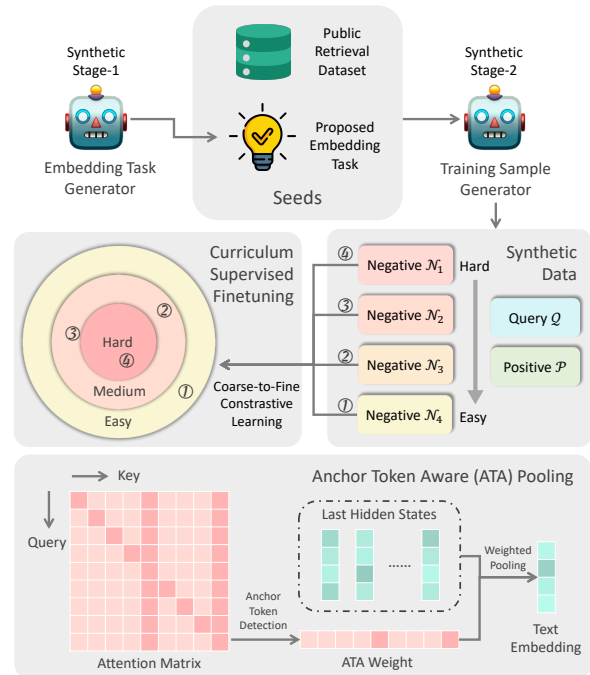 Synthetic
Stage-1
Embedding Task
Generator
Public
Retrieval
Dataset
Proposed
Embedding
Task
Seeds
Synthetic
Stage-2
Training Sample
Generator
Curriculum
Supervised
Finetuning
Hard
④
③
②
Medium
①
Easy
Coarse-to-Fine
Constrastive
Learning
Synthetic
Data
④
Negative 𝒩₁
Hard
③
Negative 𝒩₂
②
Negative 𝒩₃
①
Negative 𝒩₄
Easy
Query 𝒬
Positive 𝒫
Anchor Token Aware (ATA) Pooling
Key
Query
Attention Matrix
Anchor
Token
Detection
Last Hidden States
......
ATA Weight
Weighted
Pooling
Text
Embedding